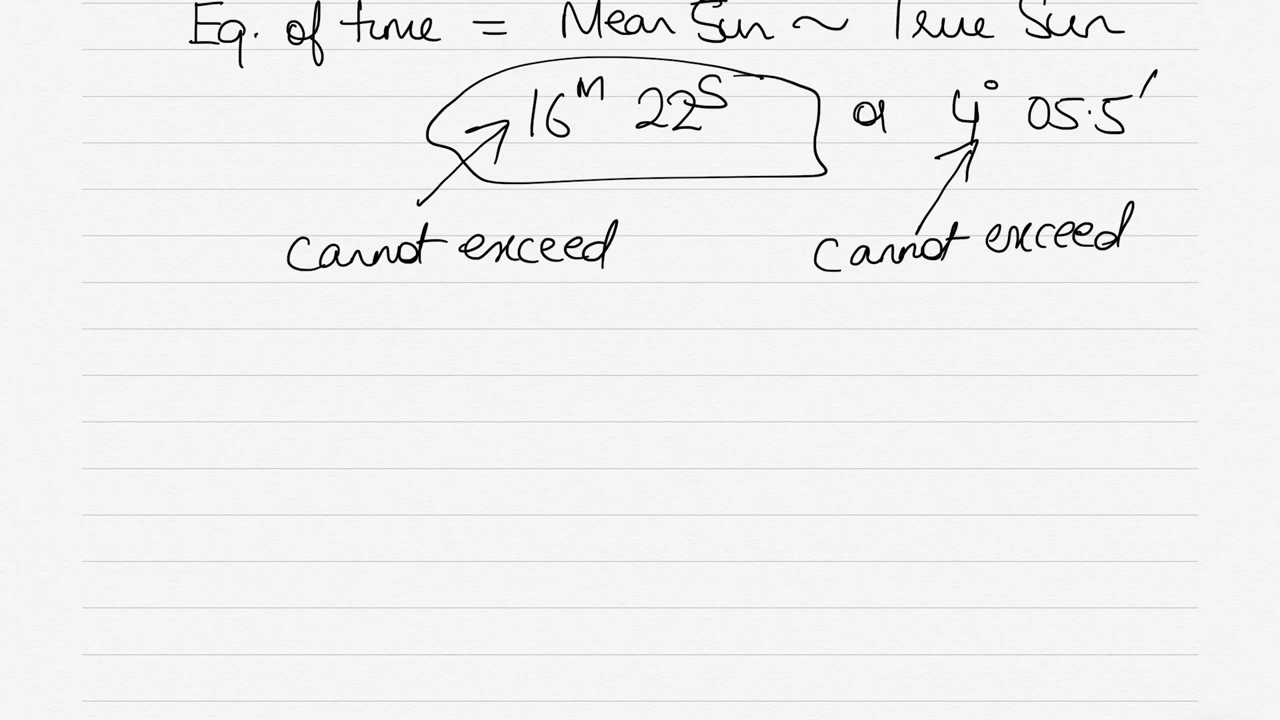 Eq. of time = Mean Sun ~ True Sun
16ᴹ 22ˢ or 4° 05.5′
cannot exceed cannot exceed